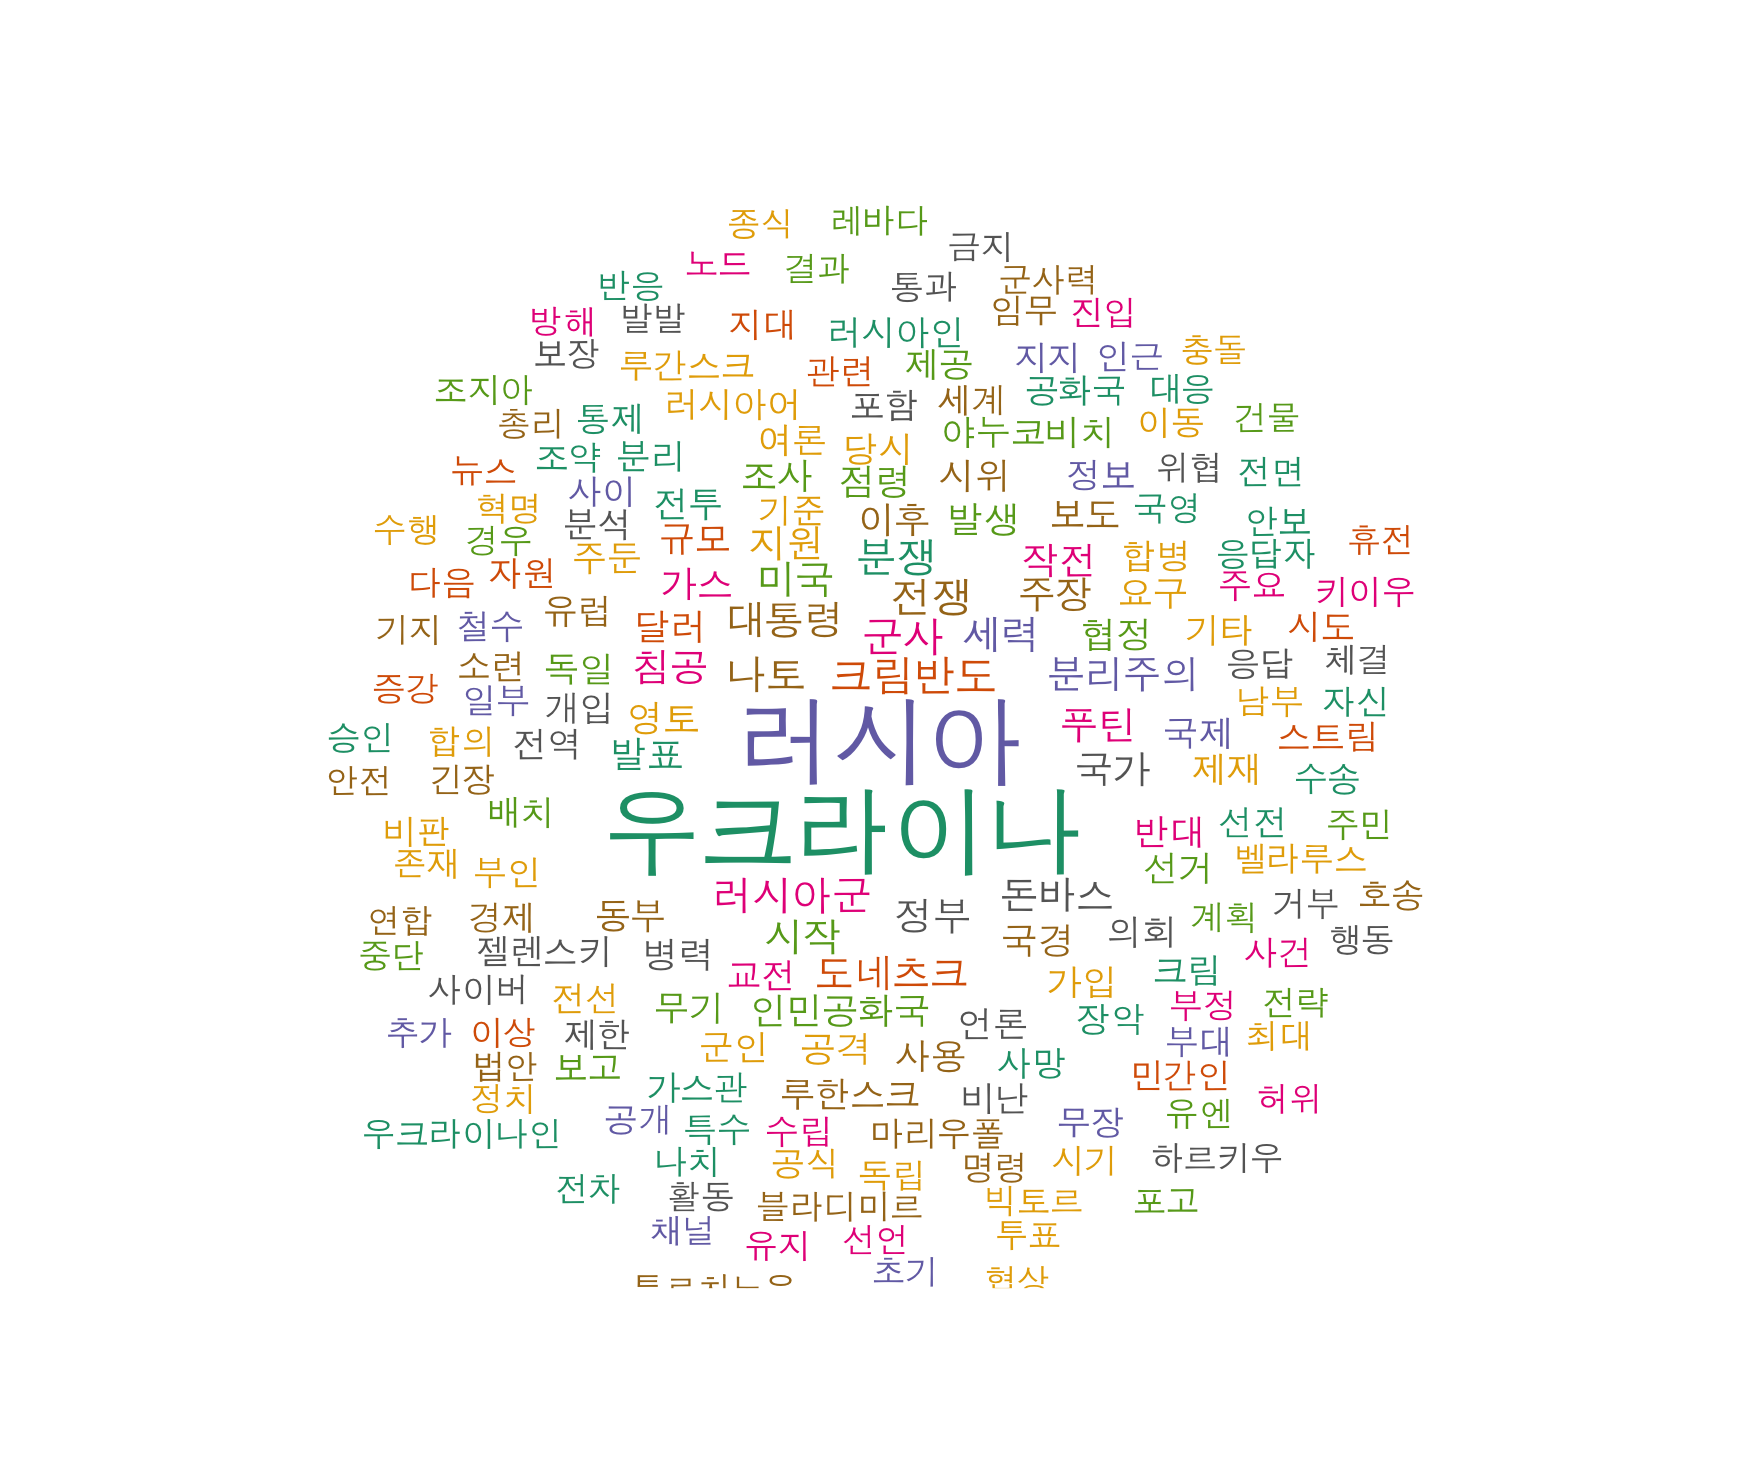 종식 레바다
금지
노드 결과
반응 통과 군사력
방해 발발 지대 러시아인 임무 진입
보장 루간스크 관련 제공 지지 인근 충돌
조지아 러시아어 포함 세계 공화국 대응
총리 통제 여론 당시 야누코비치 이동 건물
조약 분리
뉴스 사이 전투 조사 점령 시위 정보 위협 전면
수행 혁명 분석 기준 이후 발생 보도 국영 안보
경우 주둔 규모 지원 분쟁 작전 합병 응답자 휴전
다음 자원 가스 미국 전쟁 주장 요구 주요 키이우
기지 철수 유럽 달러 대통령 군사 세력 협정 기타 시도
소련 독일 침공 나토 크림반도 분리주의 응답 체결
증강 일부 개입 영토 러시아 푸틴 국제 남부 자신
승인 합의 전역 발표 스트림
안전 긴장 국가 제재 수송
배치 우크라이나 반대 선전 주민
비판
존재 부인 선거 벨라루스
러시아군 정부 돈바스 계획 거부 호송
연합 경제 동부 시작 국경 의회 행동
중단 젤렌스키 병력 교전 도네츠크 크림 사건
사이버 전선 무기 인민공화국 가입 부정 전략
추가 이상 제한 군인 공격 언론 장악 부대 최대
법안 보고 사용 사망 민간인
정치 가스관 루한스크 비난 유엔 허위
우크라이나인 공개 특수 수립 마리우폴 무장
나치 공식 독립 명령 시기 하르키우
전차 활동 블라디미르 빅토르 포고
채널 유지 선언 투표
초기 협상